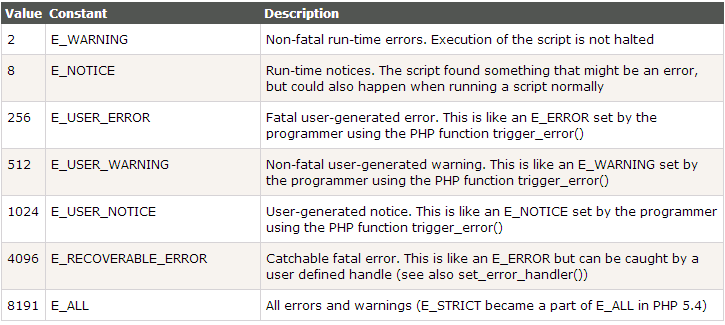 Value Constant Description
2 E_WARNING Non-fatal run-time errors. Execution of the script is not halted
8 E_NOTICE Run-time notices. The script found something that might be an error,
but could also happen when running a script normally
256 E_USER_ERROR Fatal user-generated error. This is like an E_ERROR set by the
programmer using the PHP function trigger_error()
512 E_USER_WARNING Non-fatal user-generated warning. This is like an E_WARNING set by
the programmer using the PHP function trigger_error()
1024 E_USER_NOTICE User-generated notice. This is like an E_NOTICE set by the programmer
using the PHP function trigger_error()
4096 E_RECOVERABLE_ERROR Catchable fatal error. This is like an E_ERROR but can be caught by a
user defined handle (see also set_error_handler())
8191 E_ALL All errors and warnings (E_STRICT became a part of E_ALL in PHP 5.4)